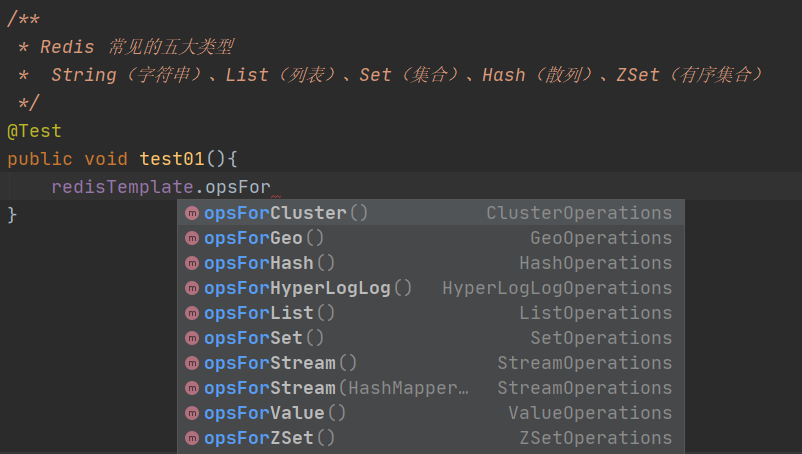 /**
 * Redis 常见的五大类型
 *  String（字符串）、List（列表）、Set（集合）、Hash（散列）、ZSet（有序集合）
 */
@Test
public void test01(){
    redisTemplate.opsFor
m opsForCluster() ClusterOperations
m opsForGeo() GeoOperations
m opsForHash() HashOperations
m opsForHyperLogLog() HyperLogLogOperations
m opsForList() ListOperations
m opsForSet() SetOperations
m opsForStream() StreamOperations
m opsForStream(HashMapper… StreamOperations
m opsForValue() ValueOperations
m opsForZSet() ZSetOperations
}